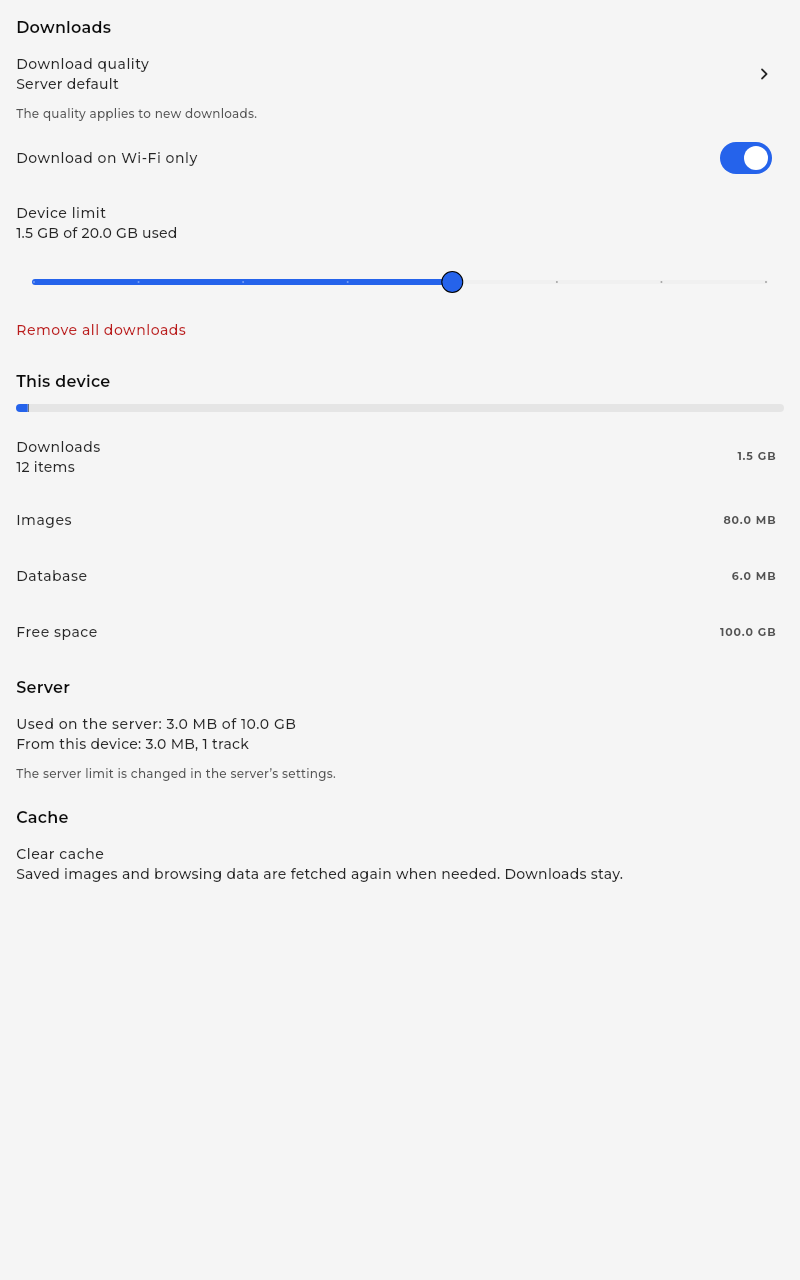 Downloads
Download quality
Server default
The quality applies to new downloads.
Download on Wi-Fi only
Device limit
1.5 GB of 20.0 GB used
Remove all downloads
This device
Downloads
12 items
1.5 GB
Images
80.0 MB
Database
6.0 MB
Free space
100.0 GB
Server
Used on the server: 3.0 MB of 10.0 GB
From this device: 3.0 MB, 1 track
The server limit is changed in the server’s settings.
Cache
Clear cache
Saved images and browsing data are fetched again when needed. Downloads stay.